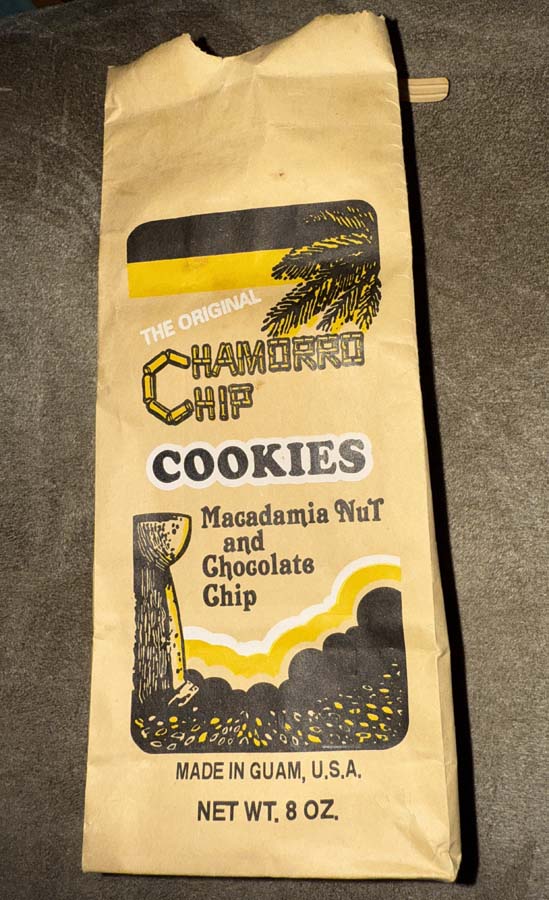 THE ORIGINAL
CHAMORRO
CHIP
COOKIES
Macadamia Nut
and
Chocolate
Chip
MADE IN GUAM, U.S.A.
NET WT. 8 OZ.